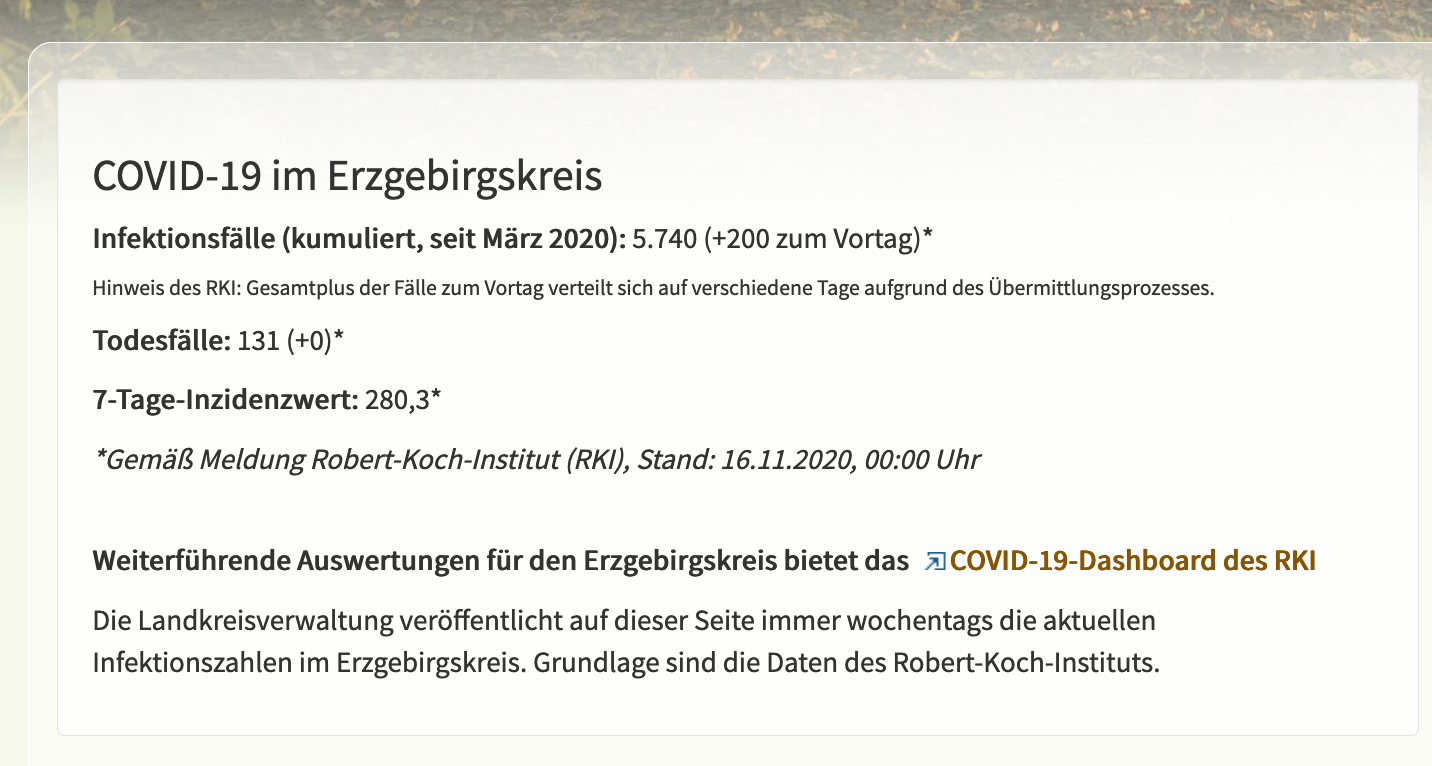 COVID-19 im Erzgebirgskreis
Infektionsfälle (kumuliert, seit März 2020): 5.740 (+200 zum Vortag)*
Hinweis des RKI: Gesamtplus der Fälle zum Vortag verteilt sich auf verschiedene Tage aufgrund des Übermittlungsprozesses.
Todesfälle: 131 (+0)*
7-Tage-Inzidenzwert: 280,3*
*Gemäß Meldung Robert-Koch-Institut (RKI), Stand: 16.11.2020, 00:00 Uhr
Weiterführende Auswertungen für den Erzgebirgskreis bietet das COVID-19-Dashboard des RKI
Die Landkreisverwaltung veröffentlicht auf dieser Seite immer wochentags die aktuellen
Infektionszahlen im Erzgebirgskreis. Grundlage sind die Daten des Robert-Koch-Instituts.